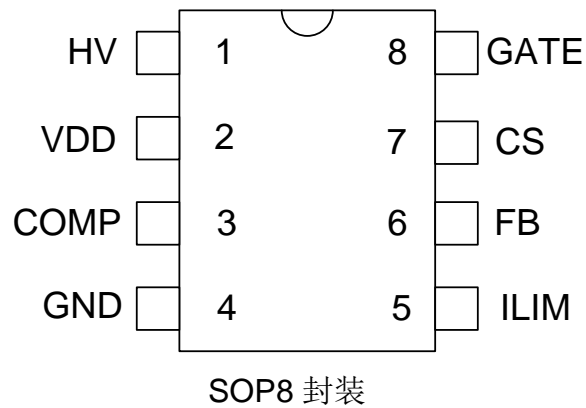 HV 1 8 GATE
VDD 2 7 CS
COMP 3 6 FB
GND 4 5 ILIM
SOP8 封装